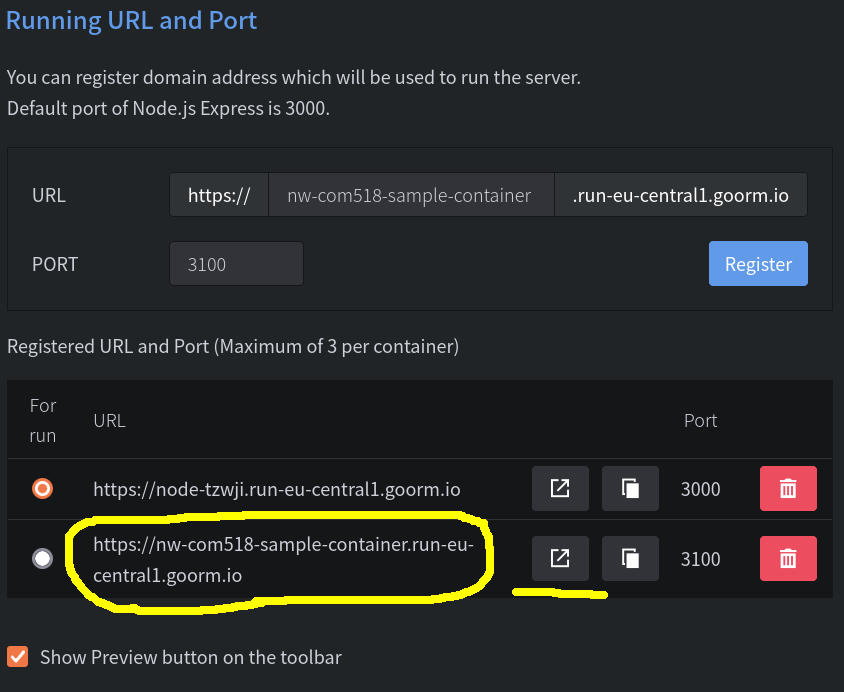 Running URL and Port
You can register domain address which will be used to run the server.
Default port of Node.js Express is 3000.
URL https:// nw-com518-sample-container .run-eu-central1.goorm.io
PORT 3100 Register
Registered URL and Port (Maximum of 3 per container)
For
run URL Port
https://node-tzwji.run-eu-central1.goorm.io 3000
https://nw-com518-sample-container.run-eu-
central1.goorm.io 3100
Show Preview button on the toolbar